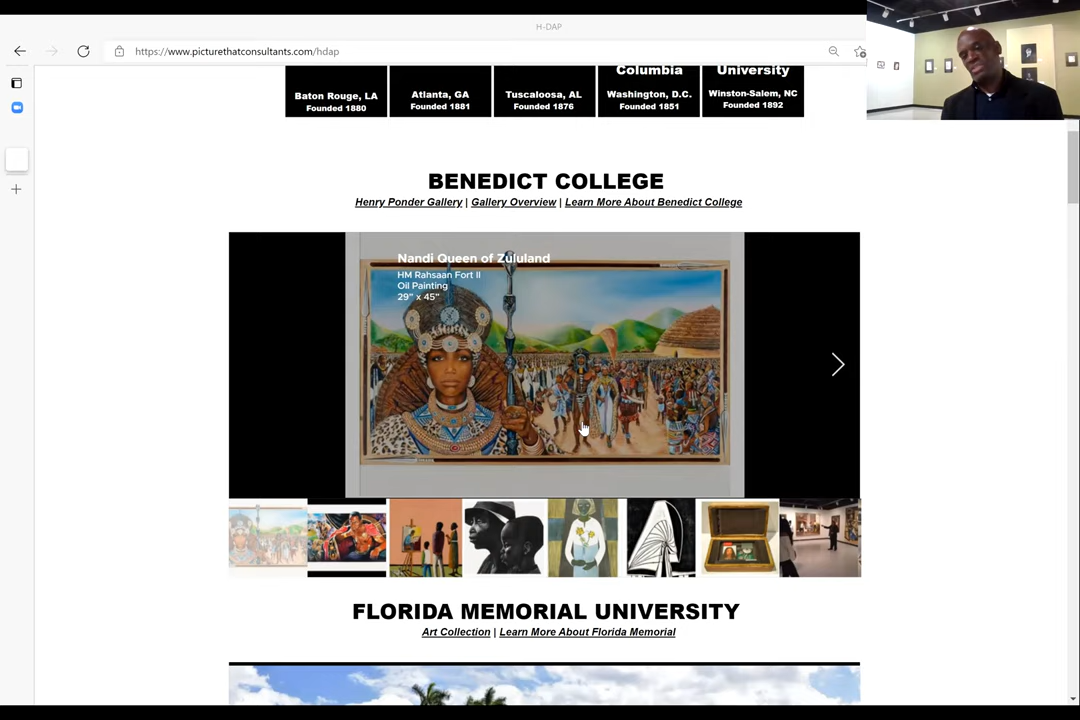 H-DAP
https://www.picturethatconsultants.com/hdap
Columbia
University
Baton Rouge, LA
Founded 1880
Atlanta, GA
Founded 1881
Tuscaloosa, AL
Founded 1876
Washington, D.C.
Founded 1851
Winston-Salem, NC
Founded 1892
BENEDICT COLLEGE
Henry Ponder Gallery | Gallery Overview | Learn More About Benedict College
Nandi Queen of Zululand
HM Rahsaan Fort II
Oil Painting
29" x 45"
FLORIDA MEMORIAL UNIVERSITY
Art Collection | Learn More About Florida Memorial